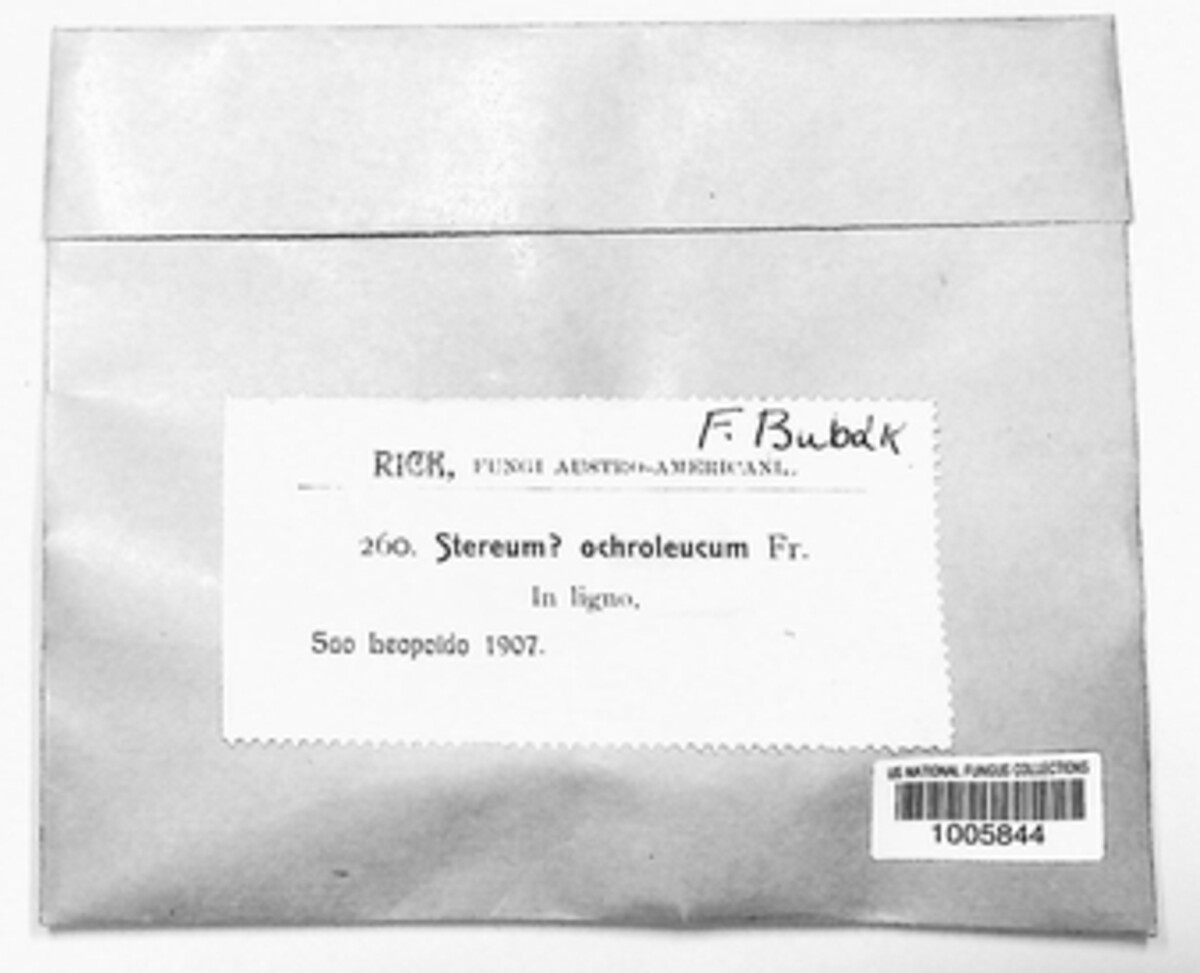 F. Bubák
RICK, FUNGI AUSTRO-AMERICANI.
260. Stereum? ochroleucum Fr.
In ligno,
Sao Leopoldo 1907.
US NATIONAL FUNGUS COLLECTIONS
1005844